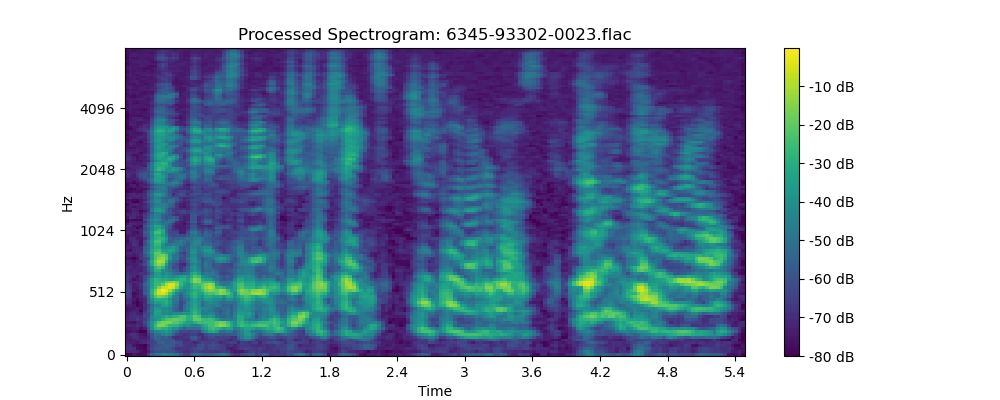 Processed Spectrogram: 6345-93302-0023.flac
Hz
4096
2048
1024
512
0
0 0.6 1.2 1.8 2.4 3 3.6 4.2 4.8 5.4
Time
-10 dB
-20 dB
-30 dB
-40 dB
-50 dB
-60 dB
-70 dB
-80 dB